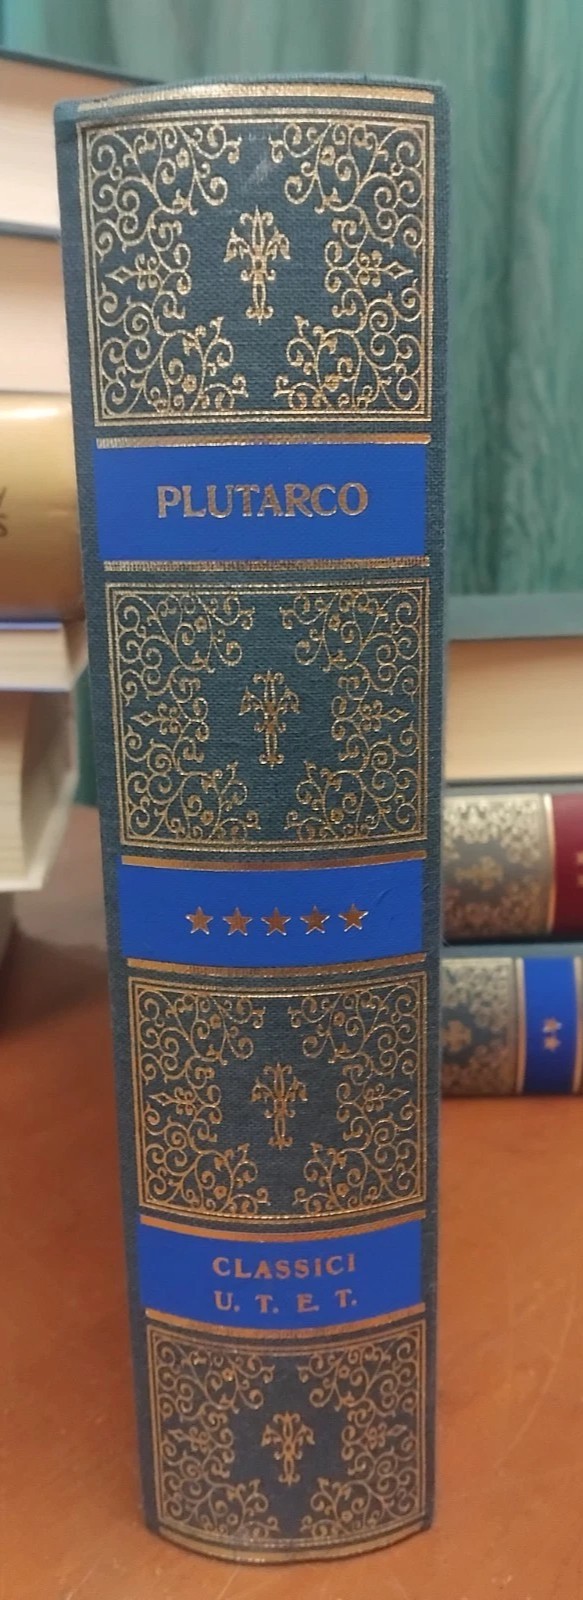 PLUTARCO
★★★★★
CLASSICI
U. T. E. T.
★★